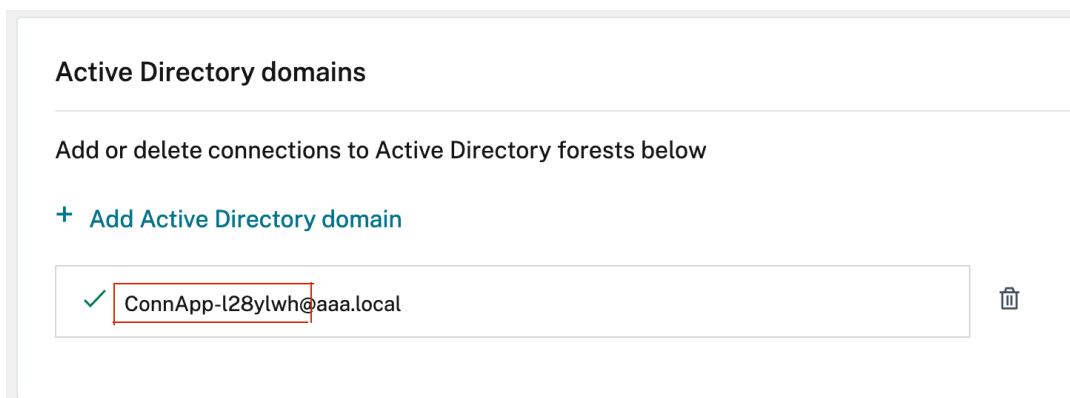 Active Directory domains
Add or delete connections to Active Directory forests below
+ Add Active Directory domain
ConnApp-l28ylwh@aaa.local